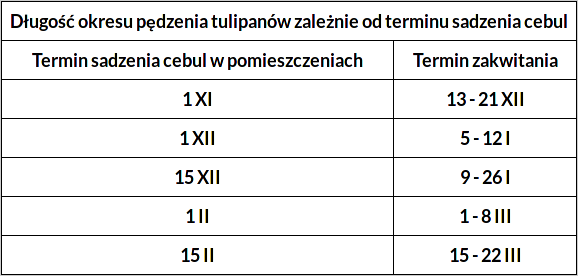 Długość okresu pędzenia tulipanów zależnie od terminu sadzenia cebul
Termin sadzenia cebul w pomieszczeniach Termin zakwitania
1 XI 13 - 21 XII
1 XII 5 - 12 I
15 XII 9 - 26 I
1 II 1 - 8 III
15 II 15 - 22 III